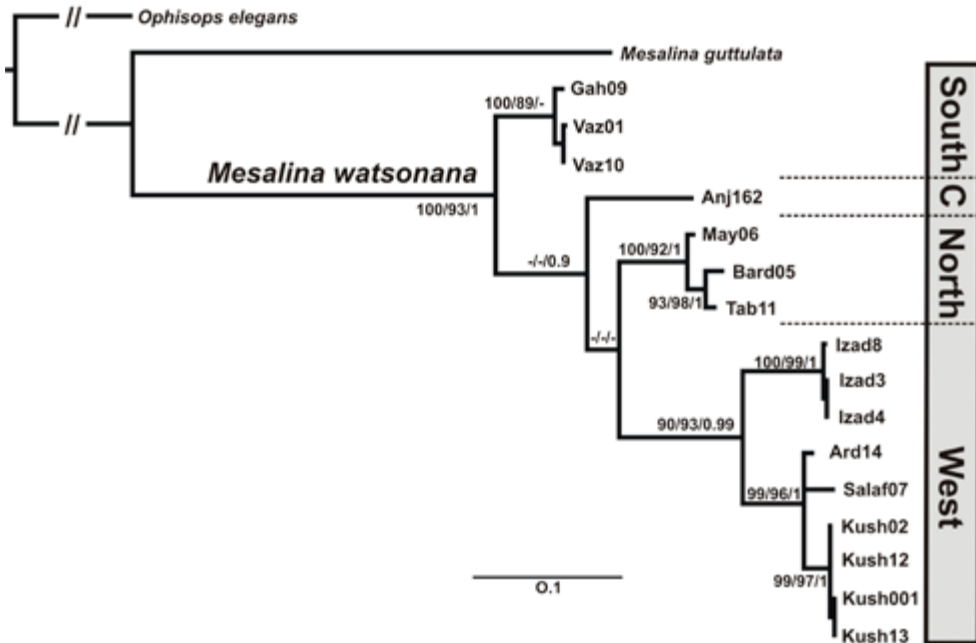 Ophisops elegans
Mesalina guttulata
Gah09
100/89/-
Vaz01
Vaz10
Mesalina watsonana
100/93/1
Anj162
May06
100/92/1
-/-/0.9
Bard05
93/98/1
Tab11
-/-/-
Izad8
100/99/1
Izad3
Izad4
90/93/0.99
Ard14
99/96/1
Salaf07
Kush02
Kush12
99/97/1
Kush001
Kush13
O.1
South
C
North
West